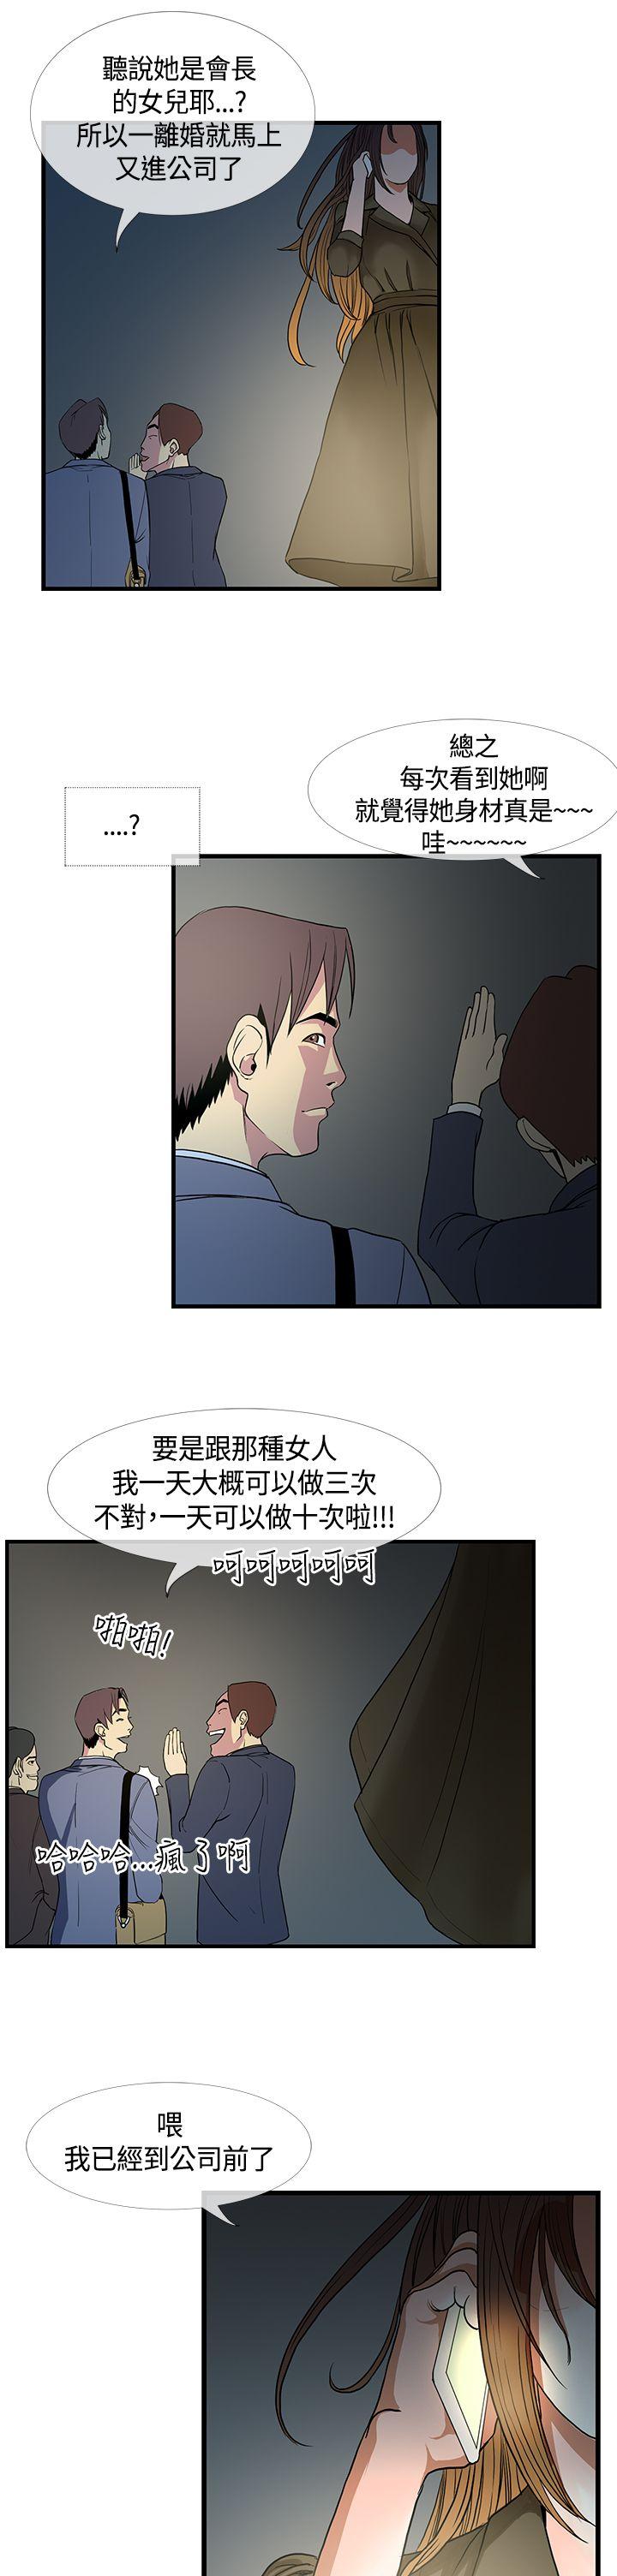 聽說她是會長
的女兒耶...?
所以一離婚就馬上
又進公司了
總之
每次看到她啊
就覺得她身材真是~~~
哇~~~~~~
....?
要是跟那種女人
我一天大概可以做三次
不對，一天可以做十次啦!!!
呵呵呵呵呵
啪啪!
哈哈哈...瘋了啊
喂
我已經到公司前了